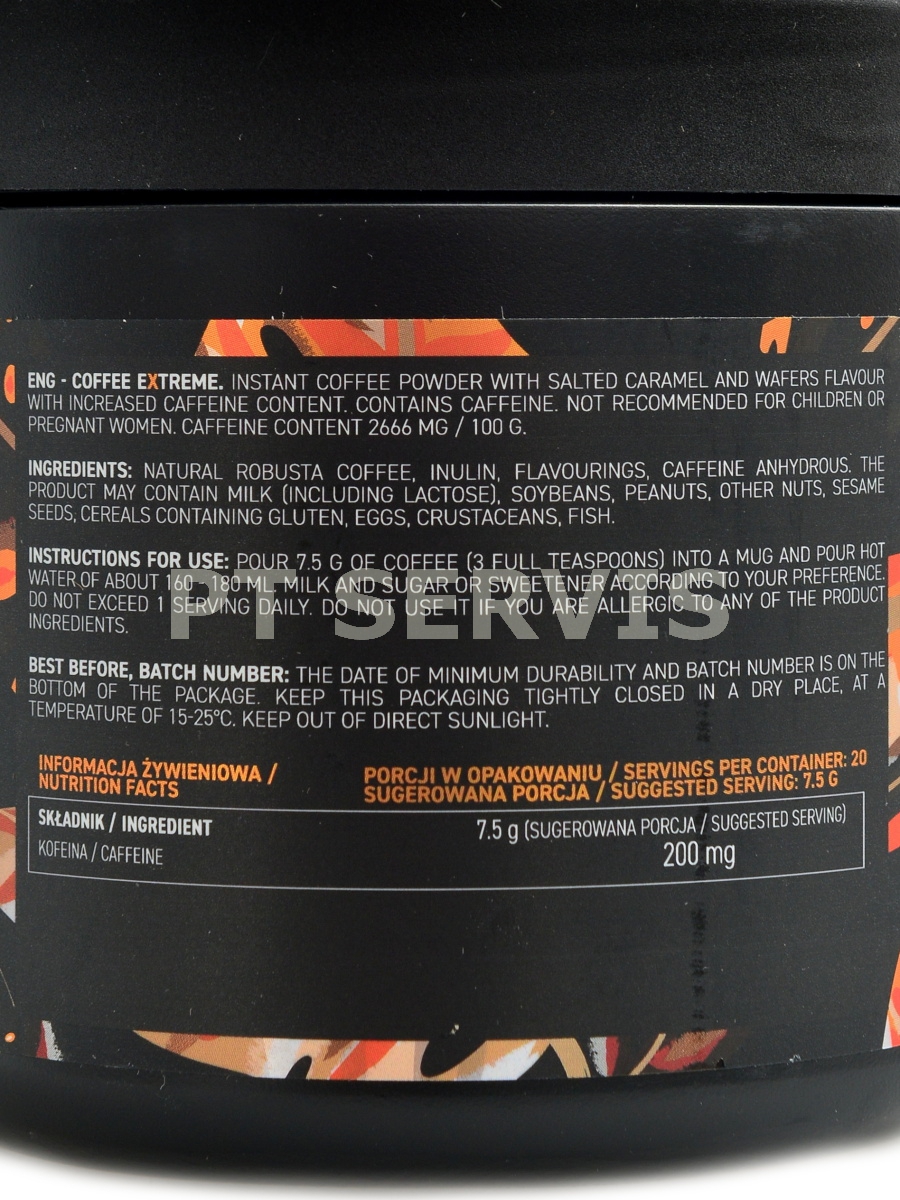 ENG - COFFEE EXTREME. INSTANT COFFEE POWDER WITH SALTED CARAMEL AND WAFERS FLAVOUR
WITH INCREASED CAFFEINE CONTENT. CONTAINS CAFFEINE. NOT RECOMMENDED FOR CHILDREN OR
PREGNANT WOMEN. CAFFEINE CONTENT 2666 MG / 100 G.
INGREDIENTS: NATURAL ROBUSTA COFFEE, INULIN, FLAVOURINGS, CAFFEINE ANHYDROUS. THE
PRODUCT MAY CONTAIN MILK (INCLUDING LACTOSE), SOYBEANS, PEANUTS, OTHER NUTS, SESAME
SEEDS, CEREALS CONTAINING GLUTEN, EGGS, CRUSTACEANS, FISH.
INSTRUCTIONS FOR USE: POUR 7.5 G OF COFFEE (3 FULL TEASPOONS) INTO A MUG AND POUR HOT
WATER OF ABOUT 160 - 180 ML. MILK AND SUGAR OR SWEETENER ACCORDING TO YOUR PREFERENCE.
DO NOT EXCEED 1 SERVING DAILY. DO NOT USE IT IF YOU ARE ALLERGIC TO ANY OF THE PRODUCT
INGREDIENTS.
PT SERVIS
BEST BEFORE, BATCH NUMBER: THE DATE OF MINIMUM DURABILITY AND BATCH NUMBER IS ON THE
BOTTOM OF THE PACKAGE. KEEP THIS PACKAGING TIGHTLY CLOSED IN A DRY PLACE, AT A
TEMPERATURE OF 15-25°C. KEEP OUT OF DIRECT SUNLIGHT.
INFORMACJA ŻYWIENIOWA /
NUTRITION FACTS
PORCJI W OPAKOWANIU / SERVINGS PER CONTAINER: 20
SUGEROWANA PORCJA / SUGGESTED SERVING: 7.5 G
SKŁADNIK / INGREDIENT
7.5 g (SUGEROWANA PORCJA / SUGGESTED SERVING)
KOFEINA / CAFFEINE
200 mg